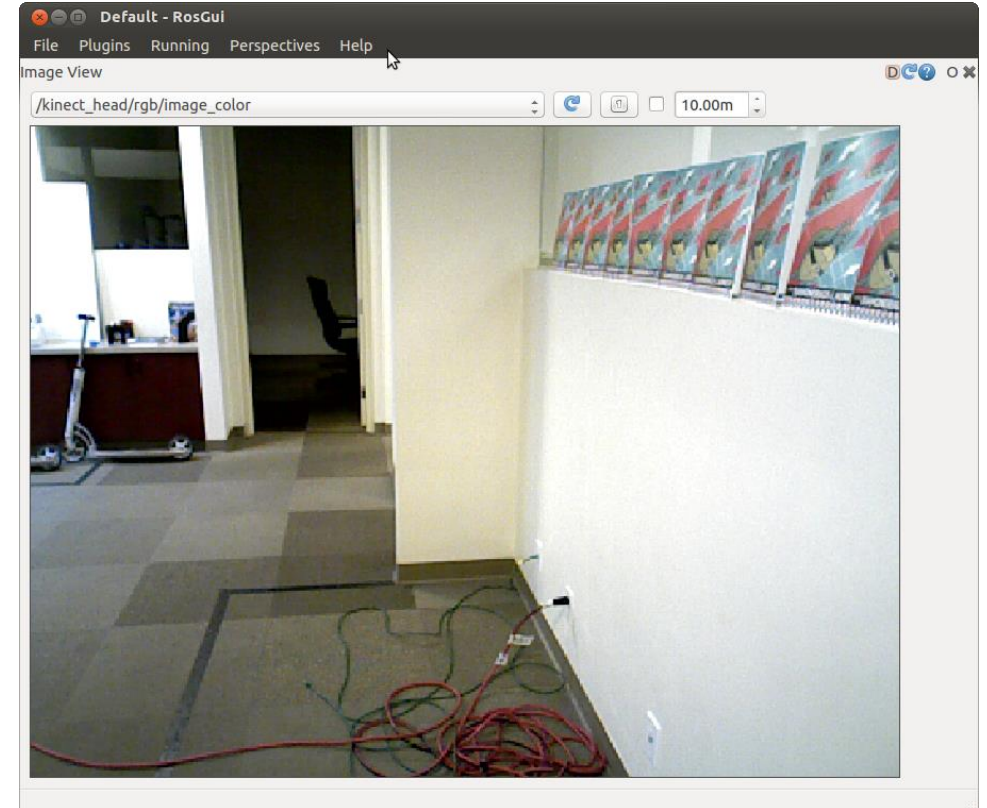 Default - RosGui
File Plugins Running Perspectives Help
Image View
D ? O
/kinect_head/rgb/image_color
10.00m